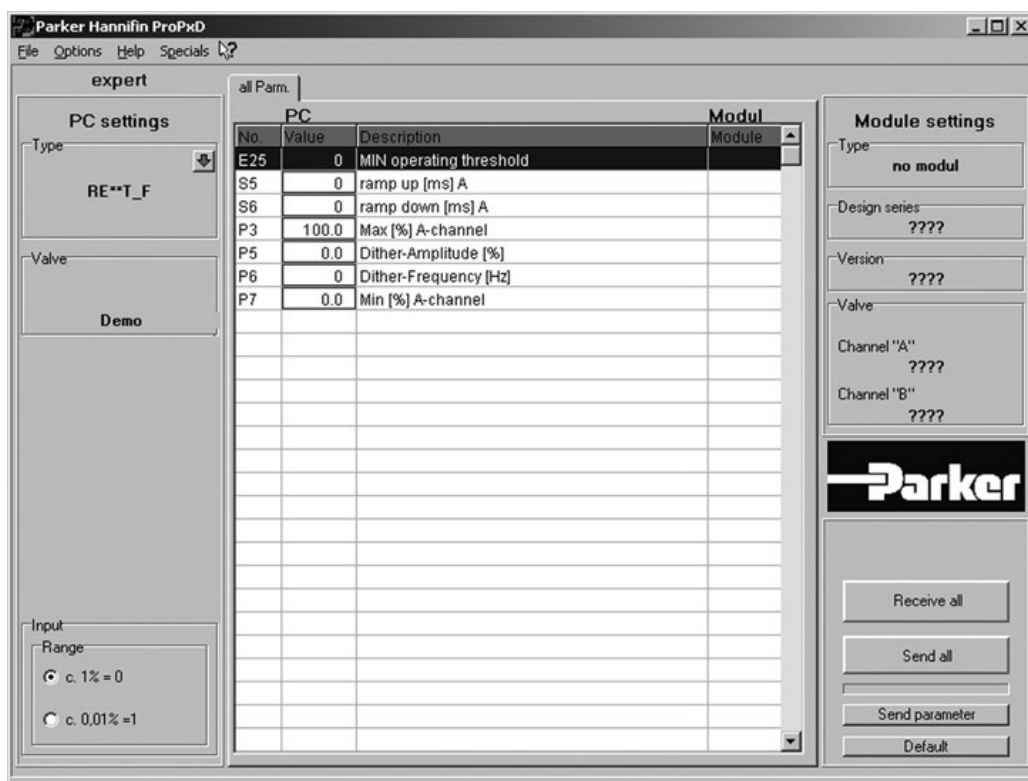 Parker Hannifin ProPxD
File Options Help Specials
expert
PC settings
Type
RE**T_F
Valve
Demo
Input
Range
c. 1% = 0
c. 0,01% =1
all Parm.
PC Modul
No. Value Description Module
E25 0 MIN operating threshold
S5 0 ramp up [ms] A
S6 0 ramp down [ms] A
P3 100.0 Max [%] A-channel
P5 0.0 Dither-Amplitude [%]
P6 0 Dither-Frequency [Hz]
P7 0.0 Min [%] A-channel
Module settings
Type
no modul
Design series
????
Version
????
Valve
Channel "A"
????
Channel "B"
????
Parker
Receive all
Send all
Send parameter
Default